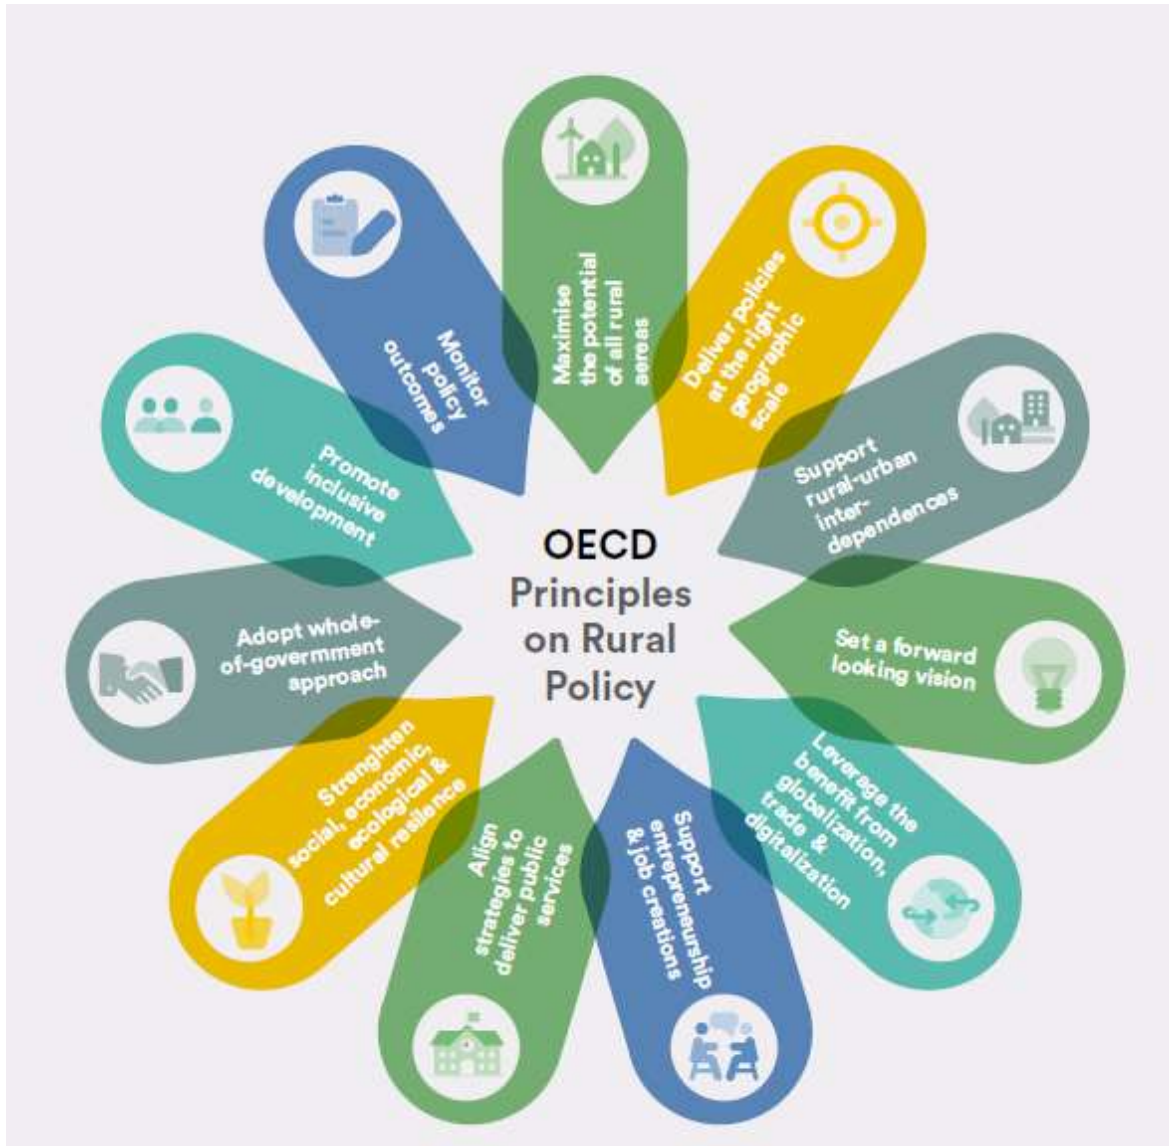 OECD
Principles
on Rural
Policy
Maximise
the potential
of all rural
aereas
Deliver policies
at the right
geographic
scale
Support
rural-urban
inter-
dependences
Set a forward
looking vision
Leverage the
benefit from
globalization,
trade &
digitalization
Support
entrepreneurship
& job creations
Align
strategies to
deliver public
services
Strenghten
social, economic,
ecological &
cultural resilence
Adopt whole-
of-govermment
approach
Promote
inclusive
development
Monitor
policy
outcomes